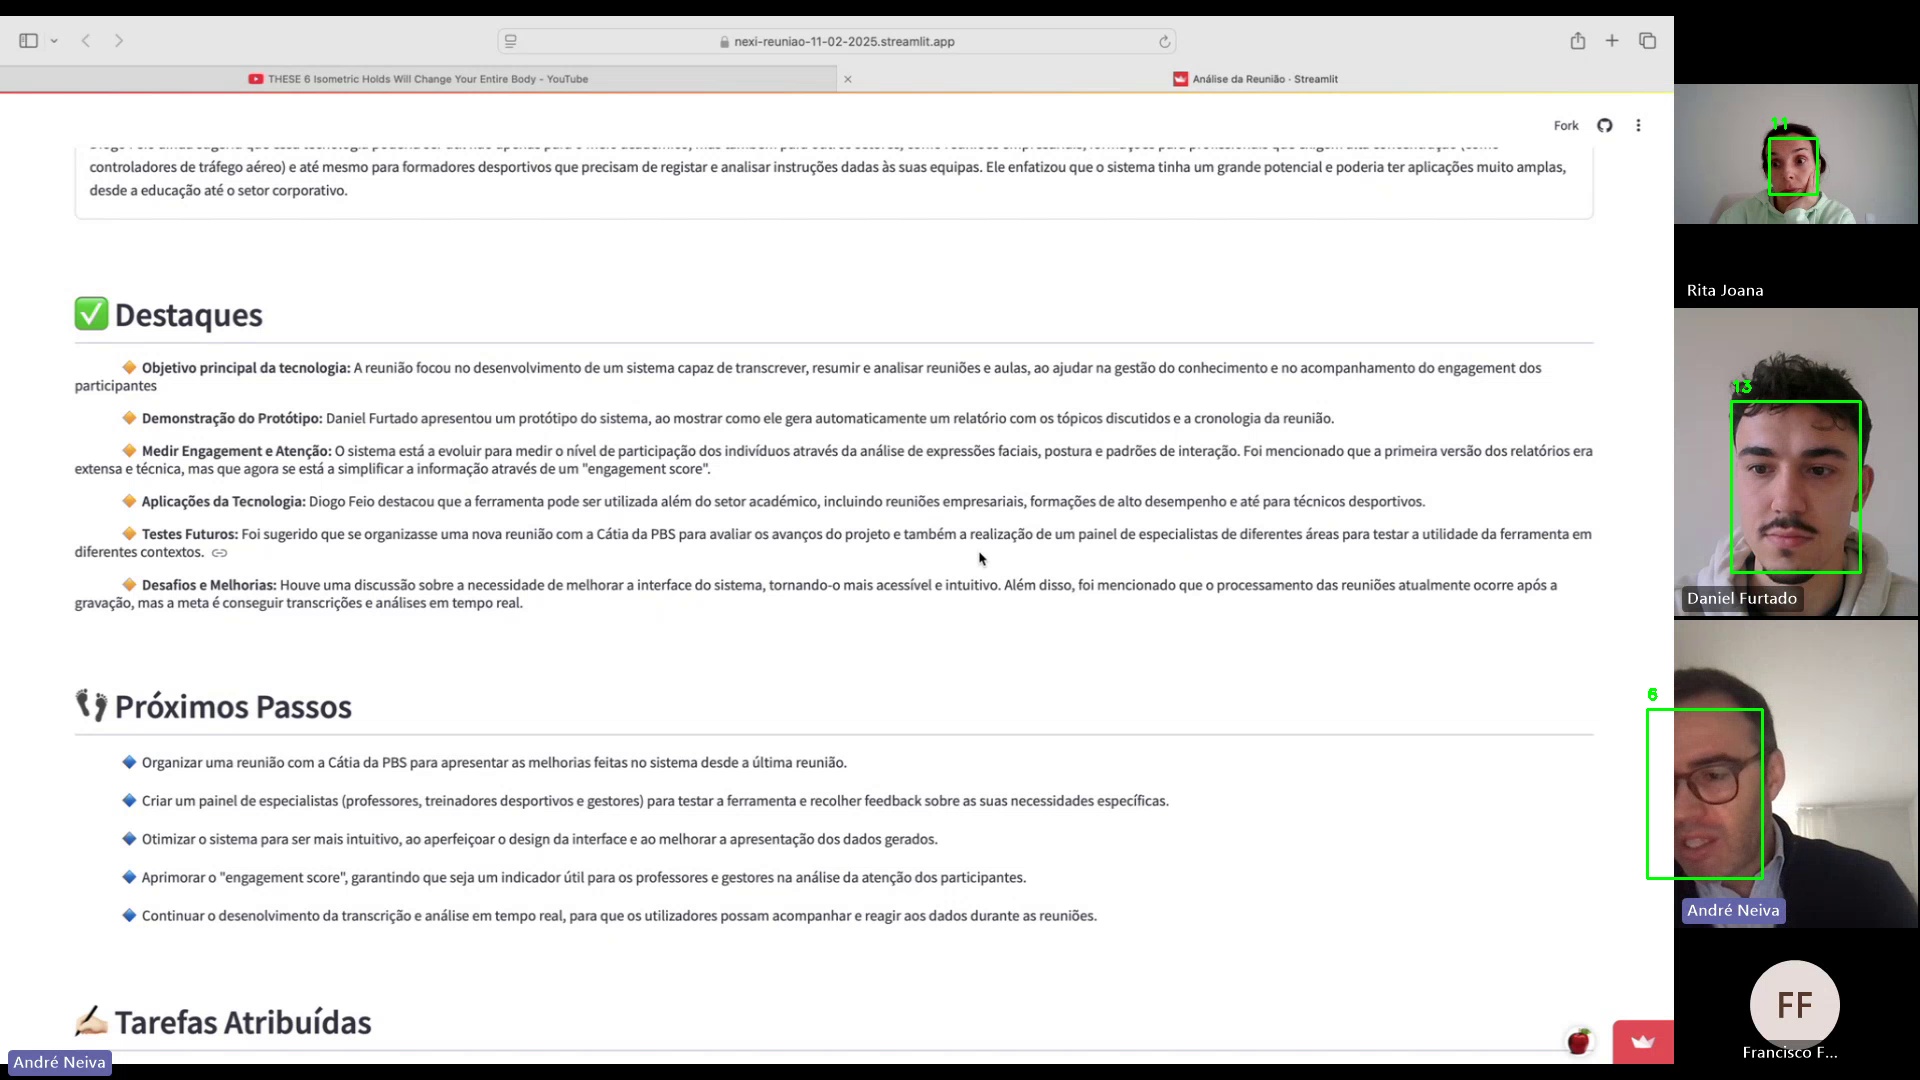 nexi-reuniao-11-02-2025.streamlit.app
THESE 6 Isometric Holds Will Change Your Entire Body - YouTube
Análise da Reunião · Streamlit
Fork
controladores de tráfego aéreo) e até mesmo para formadores desportivos que precisam de registar e analisar instruções dadas às suas equipas. Ele enfatizou que o sistema tinha um grande potencial e poderia ter aplicações muito amplas,
desde a educação até o setor corporativo.
Destaques
Objetivo principal da tecnologia: A reunião focou no desenvolvimento de um sistema capaz de transcrever, resumir e analisar reuniões e aulas, ao ajudar na gestão do conhecimento e no acompanhamento do engagement dos
participantes
Demonstração do Protótipo: Daniel Furtado apresentou um protótipo do sistema, ao mostrar como ele gera automaticamente um relatório com os tópicos discutidos e a cronologia da reunião.
Medir Engagement e Atenção: O sistema está a evoluir para medir o nível de participação dos indivíduos através da análise de expressões faciais, postura e padrões de interação. Foi mencionado que a primeira versão dos relatórios era
extensa e técnica, mas que agora se está a simplificar a informação através de um "engagement score".
Aplicações da Tecnologia: Diogo Feio destacou que a ferramenta pode ser utilizada além do setor académico, incluindo reuniões empresariais, formações de alto desempenho e até para técnicos desportivos.
Testes Futuros: Foi sugerido que se organizasse uma nova reunião com a Cátia da PBS para avaliar os avanços do projeto e também a realização de um painel de especialistas de diferentes áreas para testar a utilidade da ferramenta em
diferentes contextos.
Desafios e Melhorias: Houve uma discussão sobre a necessidade de melhorar a interface do sistema, tornando-o mais acessível e intuitivo. Além disso, foi mencionado que o processamento das reuniões atualmente ocorre após a
gravação, mas a meta é conseguir transcrições e análises em tempo real.
Próximos Passos
Organizar uma reunião com a Cátia da PBS para apresentar as melhorias feitas no sistema desde a última reunião.
Criar um painel de especialistas (professores, treinadores desportivos e gestores) para testar a ferramenta e recolher feedback sobre as suas necessidades específicas.
Otimizar o sistema para ser mais intuitivo, ao aperfeiçoar o design da interface e ao melhorar a apresentação dos dados gerados.
Aprimorar o "engagement score", garantindo que seja um indicador útil para os professores e gestores na análise da atenção dos participantes.
Continuar o desenolvimento da transcrição e análise em tempo real, para que os utilizadores possam acompanhar e reagir aos dados durante as reuniões.
Tarefas Atribuídas
André Neiva
11
Rita Joana
13
Daniel Furtado
6
André Neiva
FF
Francisco F...